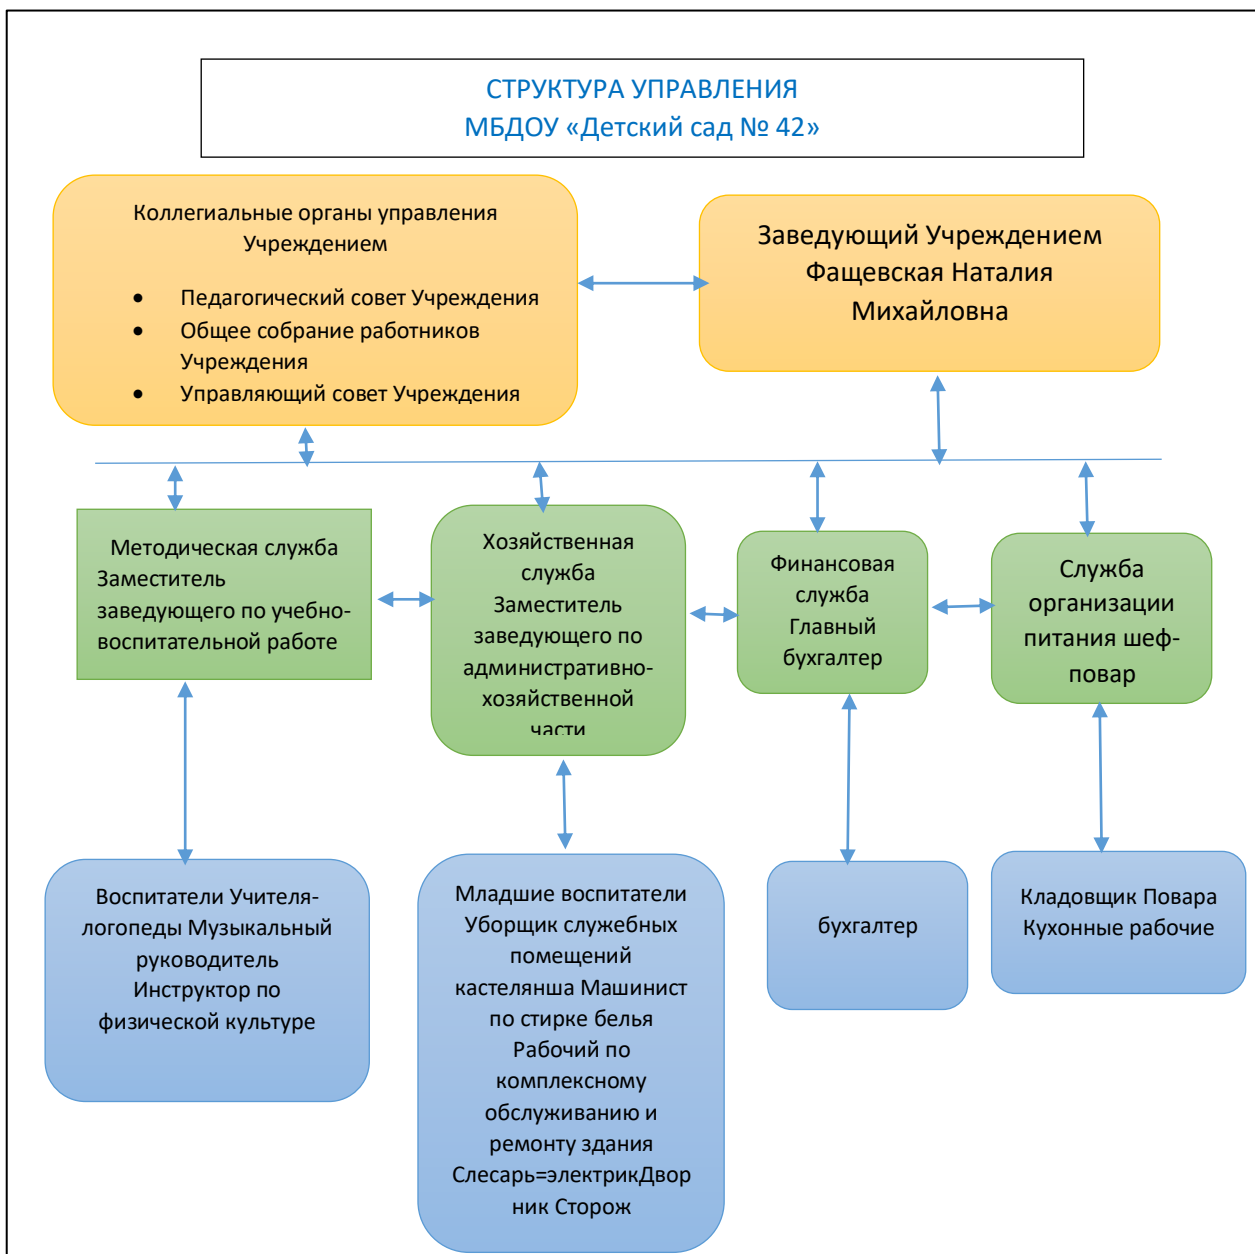 СТРУКТУРА УПРАВЛЕНИЯ
МБДОУ «Детский сад № 42»
Коллегиальные органы управления
Учреждением
• Педагогический совет Учреждения
• Общее собрание работников
Учреждения
• Управляющий совет Учреждения
Заведующий Учреждением
Фащевская Наталия
Михайловна
Методическая служба
Заместитель
заведующего по учебно-
воспитательной работе
Хозяйственная
служба
Заместитель
заведующего по
административно-
хозяйственной
части
Финансовая
служба
Главный
бухгалтер
Служба
организации
питания шеф-
повар
Воспитатели Учителя-
логопеды Музыкальный
руководитель
Инструктор по
физической культуре
Младшие воспитатели
Уборщик служебных
помещений
кастелянша Машинист
по стирке белья
Рабочий по
комплексному
обслуживанию и
ремонту здания
Слесарь=электрикДвор
ник Сторож
бухгалтер
Кладовщик Повара
Кухонные рабочие